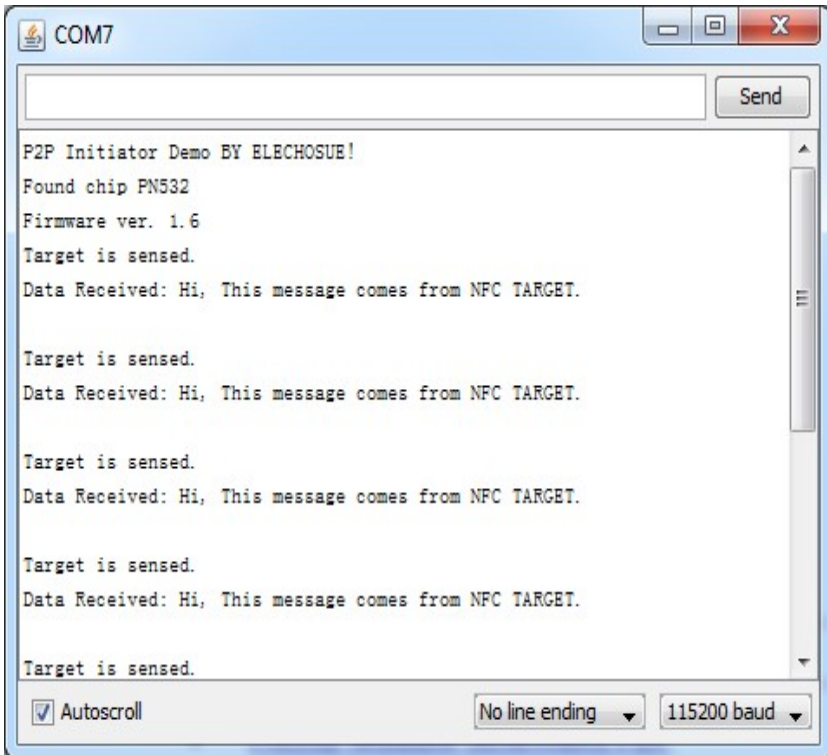 COM7
Send
P2P Initiator Demo BY ELECHOSUE!
Found chip PN532
Firmware ver. 1.6
Target is sensed.
Data Received: Hi, This message comes from NFC TARGET.
Target is sensed.
Data Received: Hi, This message comes from NFC TARGET.
Target is sensed.
Data Received: Hi, This message comes from NFC TARGET.
Target is sensed.
Data Received: Hi, This message comes from NFC TARGET.
Target is sensed.
Autoscroll
No line ending
115200 baud